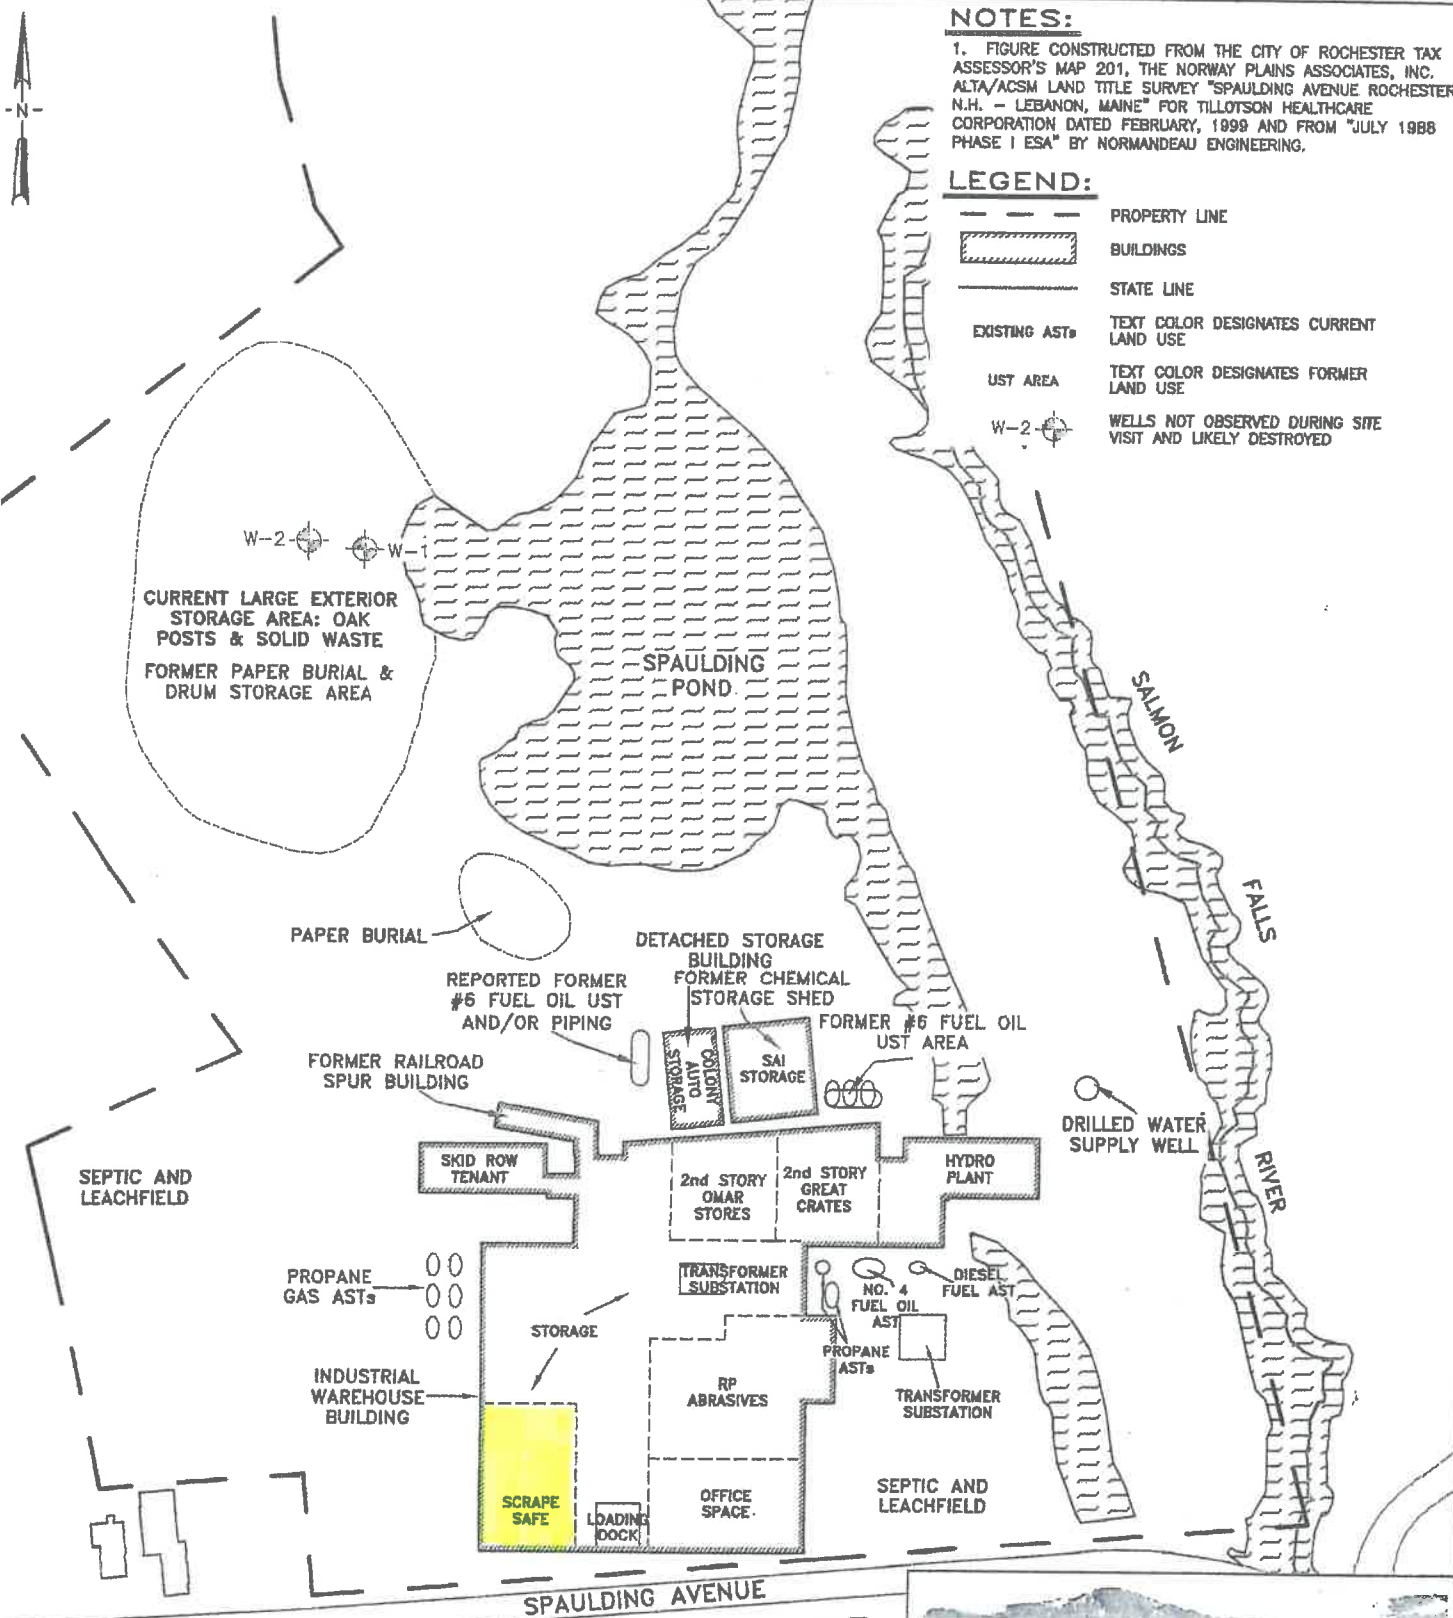 NOTES:
1. FIGURE CONSTRUCTED FROM THE CITY OF ROCHESTER TAX
ASSESSOR'S MAP 201, THE NORWAY PLAINS ASSOCIATES, INC.
ALTA/ACSM LAND TITLE SURVEY "SPAULDING AVENUE ROCHESTER
N.H. – LEBANON, MAINE" FOR TILLOTSON HEALTHCARE
CORPORATION DATED FEBRUARY, 1999 AND FROM "JULY 1988
PHASE I ESA" BY NORMANDEAU ENGINEERING.
LEGEND:
PROPERTY LINE
BUILDINGS
STATE LINE
EXISTING ASTs
TEXT COLOR DESIGNATES CURRENT
LAND USE
UST AREA
TEXT COLOR DESIGNATES FORMER
LAND USE
W-2
WELLS NOT OBSERVED DURING SITE
VISIT AND LIKELY DESTROYED
N
W-2
W-1
CURRENT LARGE EXTERIOR
STORAGE AREA: OAK
POSTS & SOLID WASTE
FORMER PAPER BURIAL &
DRUM STORAGE AREA
SPAULDING
POND
SALMON
FALLS
RIVER
PAPER BURIAL
DETACHED STORAGE
BUILDING
REPORTED FORMER
#6 FUEL OIL UST
AND/OR PIPING
FORMER CHEMICAL
STORAGE SHED
FORMER #6 FUEL OIL
UST AREA
FORMER RAILROAD
SPUR BUILDING
COLONY
AUTO
STORAGE
SAI
STORAGE
DRILLED WATER
SUPPLY WELL
SEPTIC AND
LEACHFIELD
SKID ROW
TENANT
2nd STORY
OMAR
STORES
2nd STORY
GREAT
CRATES
HYDRO
PLANT
PROPANE
GAS ASTs
TRANSFORMER
SUBSTATION
NO. 4
FUEL OIL
AST
DIESEL
FUEL AST
STORAGE
PROPANE
ASTs
INDUSTRIAL
WAREHOUSE
BUILDING
RP
ABRASIVES
TRANSFORMER
SUBSTATION
SCRAPE
SAFE
LOADING
DOCK
OFFICE
SPACE
SEPTIC AND
LEACHFIELD
SPAULDING AVENUE